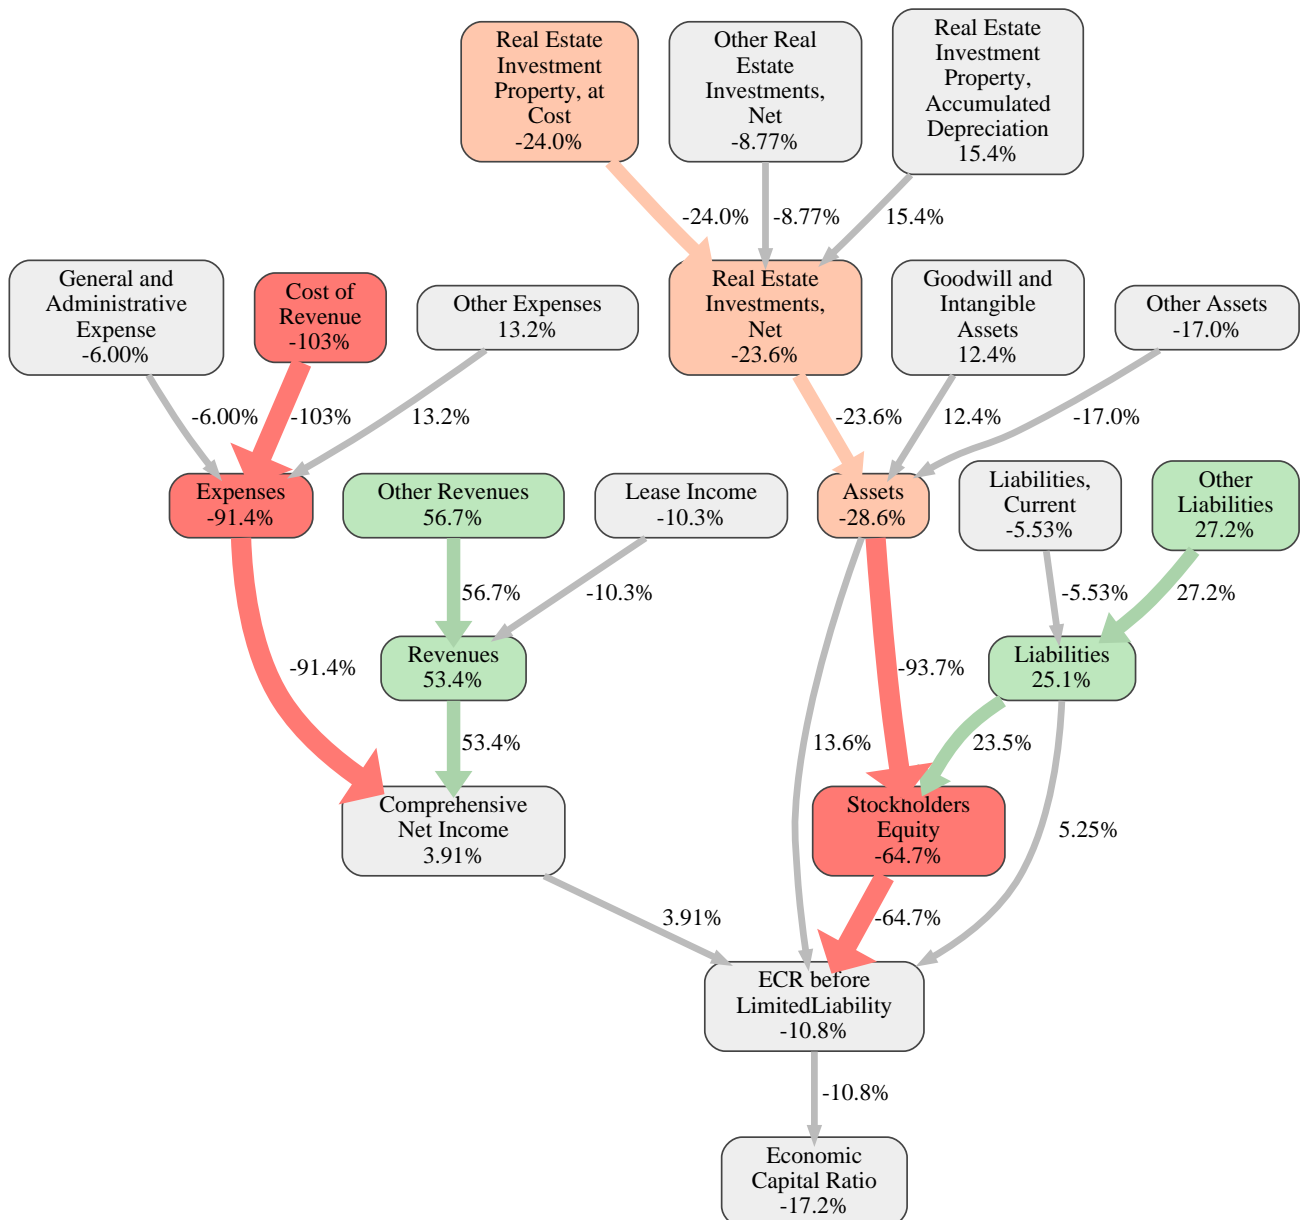 Real Estate
Investment
Property, at
Cost
-24.0%
Other Real
Estate
Investments,
Net
-8.77%
Real Estate
Investment
Property,
Accumulated
Depreciation
15.4%
-24.0%
-8.77%
15.4%
General and
Administrative
Expense
-6.00%
Cost of
Revenue
-103%
Other Expenses
13.2%
Real Estate
Investments,
Net
-23.6%
Goodwill and
Intangible
Assets
12.4%
Other Assets
-17.0%
-6.00%
-103%
13.2%
-23.6%
12.4%
-17.0%
Expenses
-91.4%
Other Revenues
56.7%
Lease Income
-10.3%
Assets
-28.6%
Liabilities,
Current
-5.53%
Other
Liabilities
27.2%
56.7%
-10.3%
-5.53%
27.2%
-91.4%
Revenues
53.4%
-93.7%
Liabilities
25.1%
53.4%
13.6%
23.5%
Comprehensive
Net Income
3.91%
Stockholders
Equity
-64.7%
5.25%
3.91%
-64.7%
ECR before
LimitedLiability
-10.8%
-10.8%
Economic
Capital Ratio
-17.2%